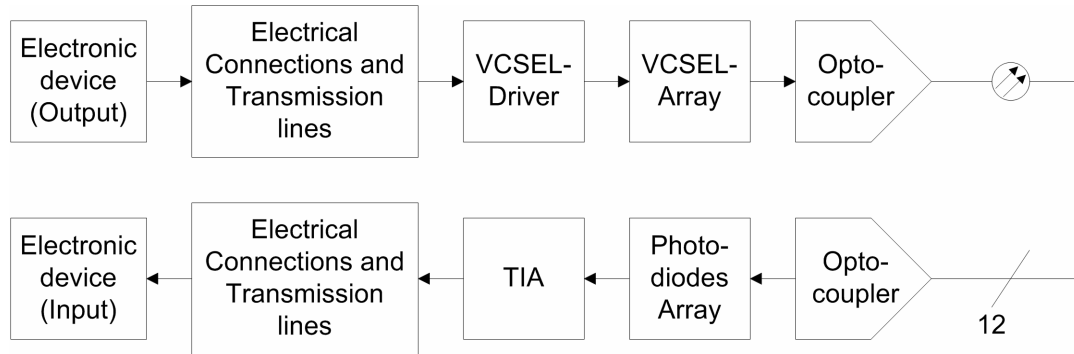 Electronic
device
(Output)
Electrical
Connections and
Transmission
lines
VCSEL-
Driver
VCSEL-
Array
Opto-
coupler
Electronic
device
(Input)
Electrical
Connections and
Transmission
lines
TIA
Photo-
diodes
Array
Opto-
coupler
12